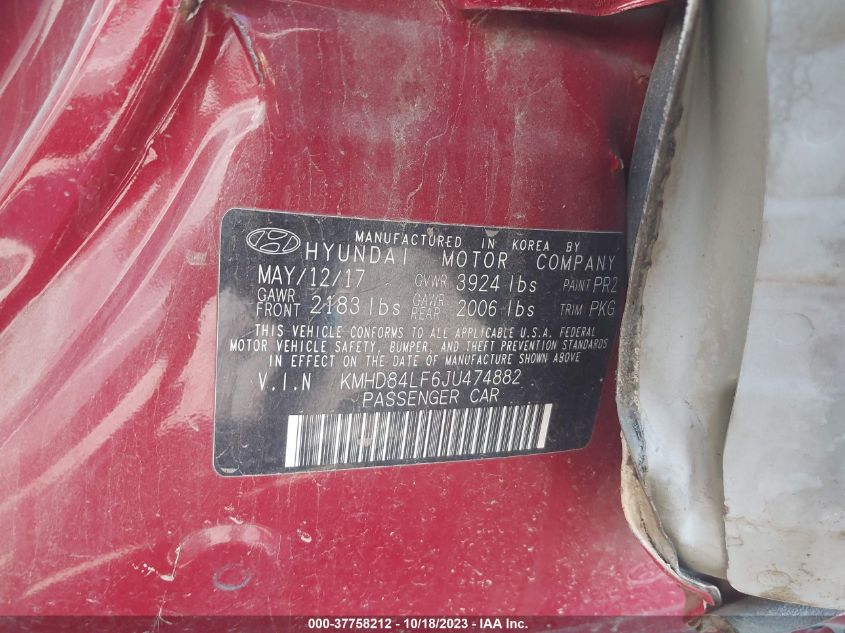 MANUFACTURED IN KOREA BY
HYUNDAI MOTOR COMPANY
MAY/12/17 GVWR 3924 lbs PAINT PR2
GAWR FRONT 2183 lbs GAWR REAR 2006 lbs TRIM PKG
THIS VEHICLE CONFORMS TO ALL APPLICABLE U.S.A. FEDERAL
MOTOR VEHICLE SAFETY, BUMPER, AND THEFT PREVENTION STANDARDS
IN EFFECT ON THE DATE OF MANUFACTURE SHOWN ABOVE.
V.I.N KMHD84LF6JU474882
PASSENGER CAR
000-37758212 - 10/18/2023 - IAA Inc.